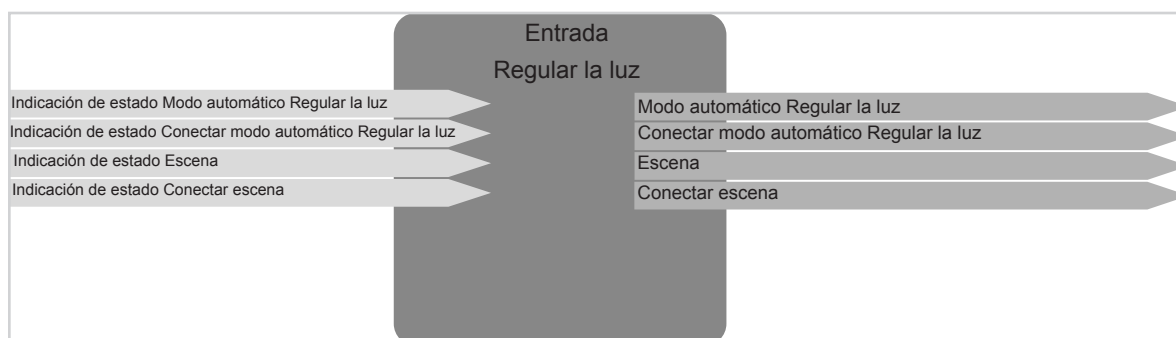 Entrada
Regular la luz
Indicación de estado Modo automático Regular la luz
Indicación de estado Conectar modo automático Regular la luz
Indicación de estado Escena
Indicación de estado Conectar escena
Modo automático Regular la luz
Conectar modo automático Regular la luz
Escena
Conectar escena